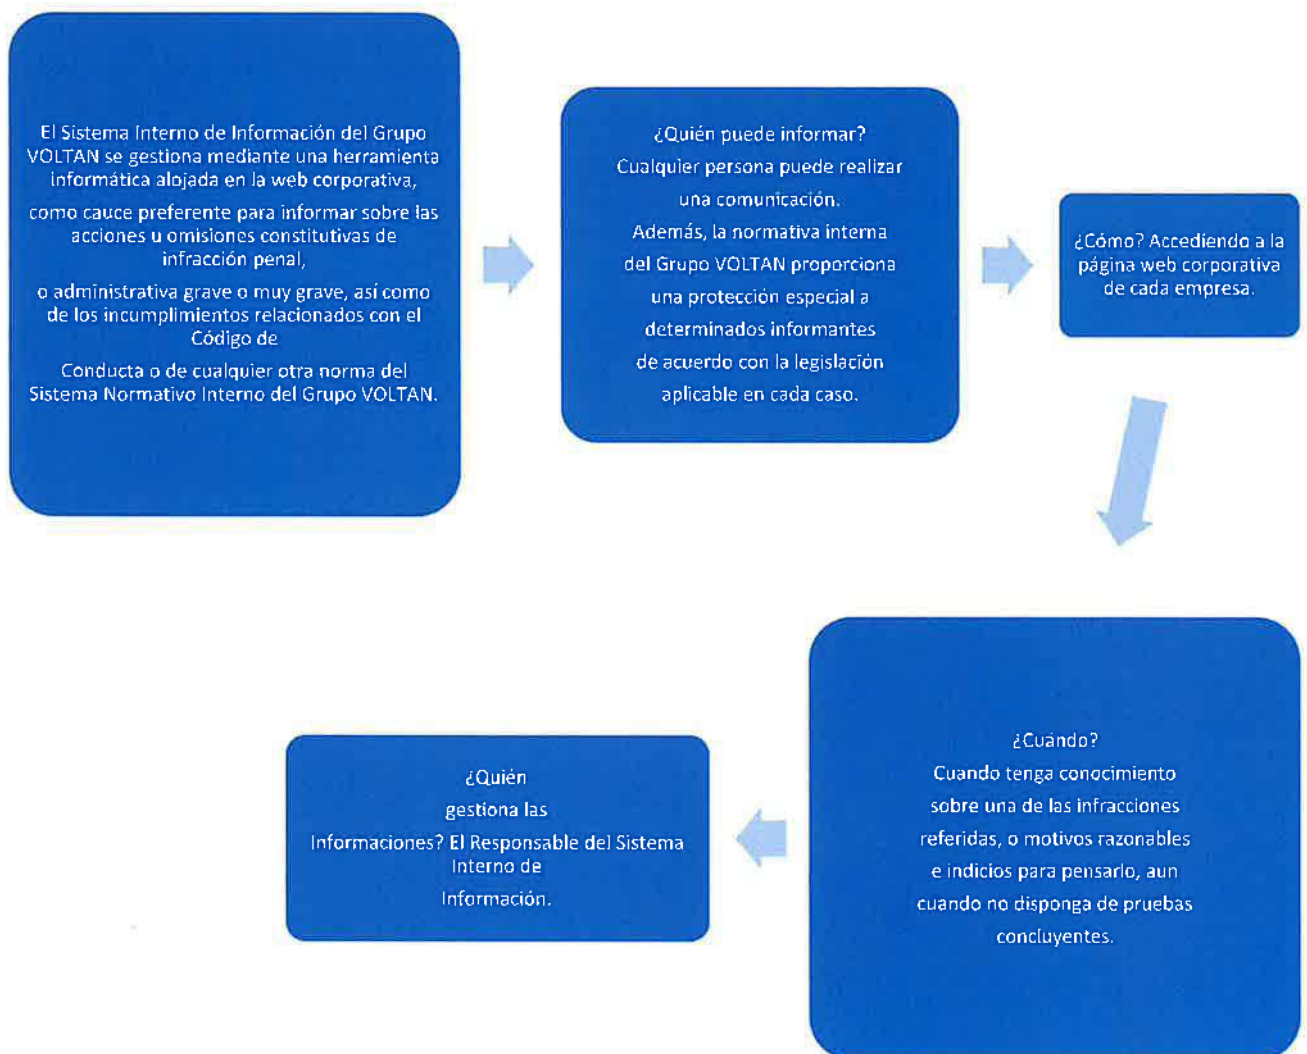 El Sistema Interno de Información del Grupo
VOLTAN se gestiona mediante una herramienta
informática alojada en la web corporativa,
como cauce preferente para informar sobre las
acciones u omisiones constitutivas de
infracción penal,
o administrativa grave o muy grave, así como
de los incumplimientos relacionados con el
Código de
Conducta o de cualquier otra norma del
Sistema Normativo Interno del Grupo VOLTAN.
¿Quién puede informar?
Cualquier persona puede realizar
una comunicación.
Además, la normativa interna
del Grupo VOLTAN proporciona
una protección especial a
determinados informantes
de acuerdo con la legislación
aplicable en cada caso.
¿Cómo? Accediendo a la
página web corporativa
de cada empresa.
¿Cuándo?
Cuando tenga conocimiento
sobre una de las infracciones
referidas, o motivos razonables
e indicios para pensarlo, aun
cuando no disponga de pruebas
concluyentes.
¿Quién
gestiona las
Informaciones? El Responsable del Sistema
Interno de
Información.